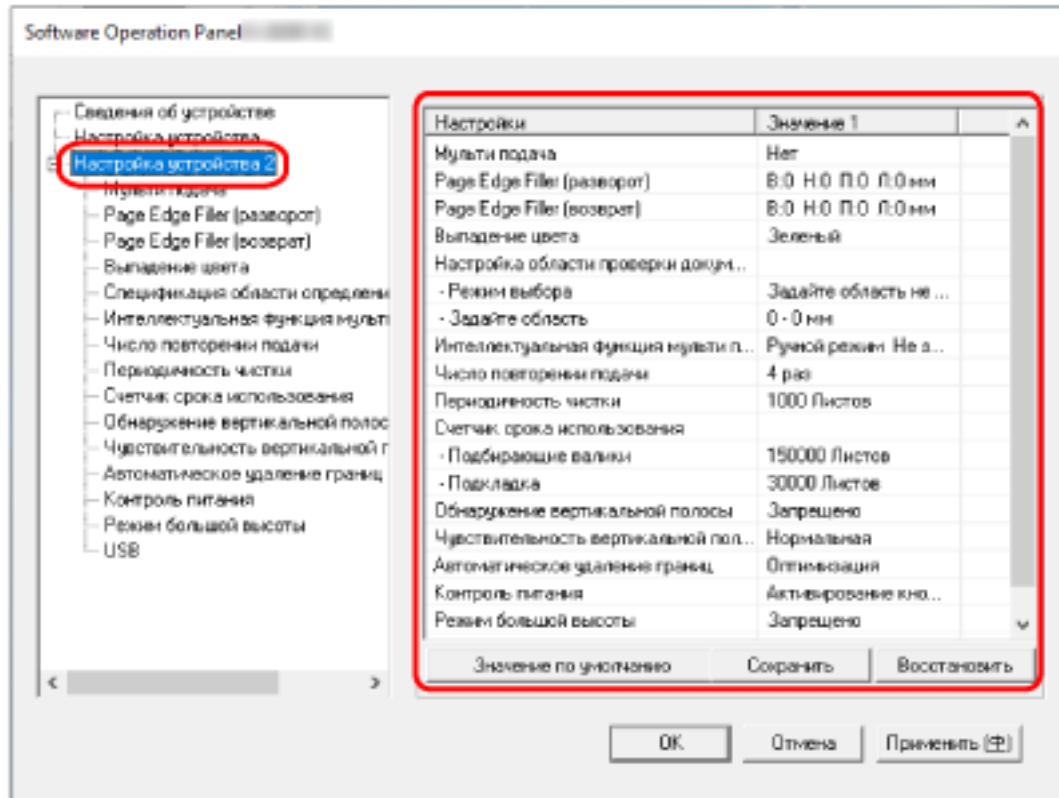 Software Operation Panel
Сведения об устройстве
Настройка устройства
Настройка устройства 2
Мульти подача
Page Edge Filler (разворот)
Page Edge Filler (возврат)
Выпадение цвета
Спецификация области определени
Интеллектуальная функция мульти
Число повторении подачи
Периодичность чистки
Счетчик срока использования
Обнаружение вертикальной полос
Чувствительность вертикальной п
Автоматическое удаление границ
Контроль питания
Режим большой высоты
USB
Настройки Значение 1
Мульти подача Нет
Page Edge Filler (разворот) В:0 Н:0 П:0 Л:0 мм
Page Edge Filler (возврат) В:0 Н:0 П:0 Л:0 мм
Выпадение цвета Зеленый
Настройка области проверки докум...
- Режим выбора Задайте область не ...
- Задайте область 0 - 0 мм
Интеллектуальная функция мульти п... Ручной режим Не з...
Число повторении подачи 4 раз
Периодичность чистки 1000 Листов
Счетчик срока использования
- Подбирающие валики 150000 Листов
- Подкладка 30000 Листов
Обнаружение вертикальной полосы Запрещено
Чувствительность вертикальной пол... Нормальная
Автоматическое удаление границ Оптимизация
Контроль питания Активирование кно...
Режим большой высоты Запрещено
Значение по умолчанию Сохранить Восстановить
OK Отмена Применить (中)